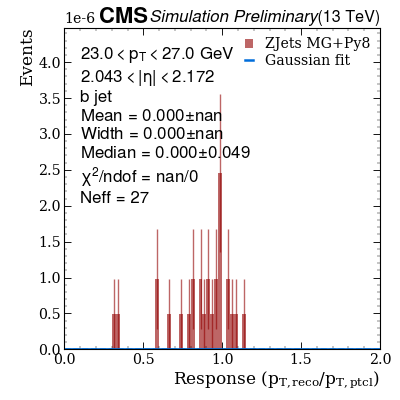 1e-6 CMS Simulation Preliminary (13 TeV)
Events
23.0 < p_T < 27.0 GeV
2.043 < |η| < 2.172
b jet
Mean = 0.000±nan
Width = 0.000±nan
Median = 0.000±0.049
χ²/ndof = nan/0
Neff = 27
ZJets MG+Py8
Gaussian fit
4.0
3.5
3.0
2.5
2.0
1.5
1.0
0.5
0.0
0.0 0.5 1.0 1.5 2.0
Response (p_T,reco/p_T,ptcl)